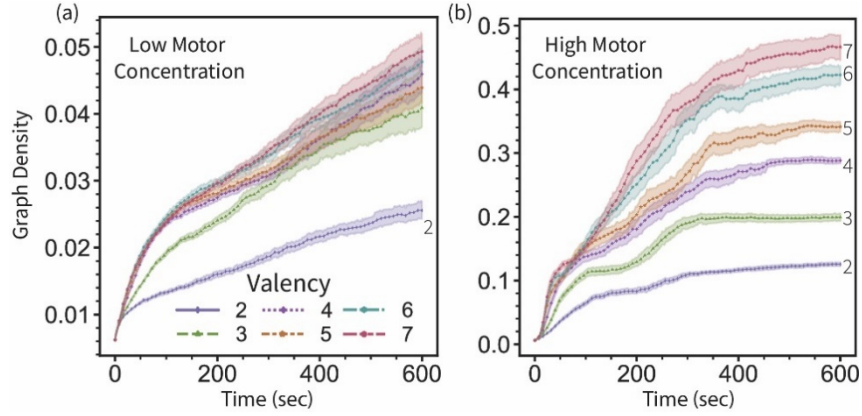 (a)
Low Motor
Concentration
Graph Density
0.05
0.04
0.03
0.02
0.01
2
Valency
2 4 6
3 5 7
0 200 400 600
Time (sec)
(b)
High Motor
Concentration
0.5
0.4
0.3
0.2
0.1
0.0
7
6
5
4
3
2
0 200 400 600
Time (sec)